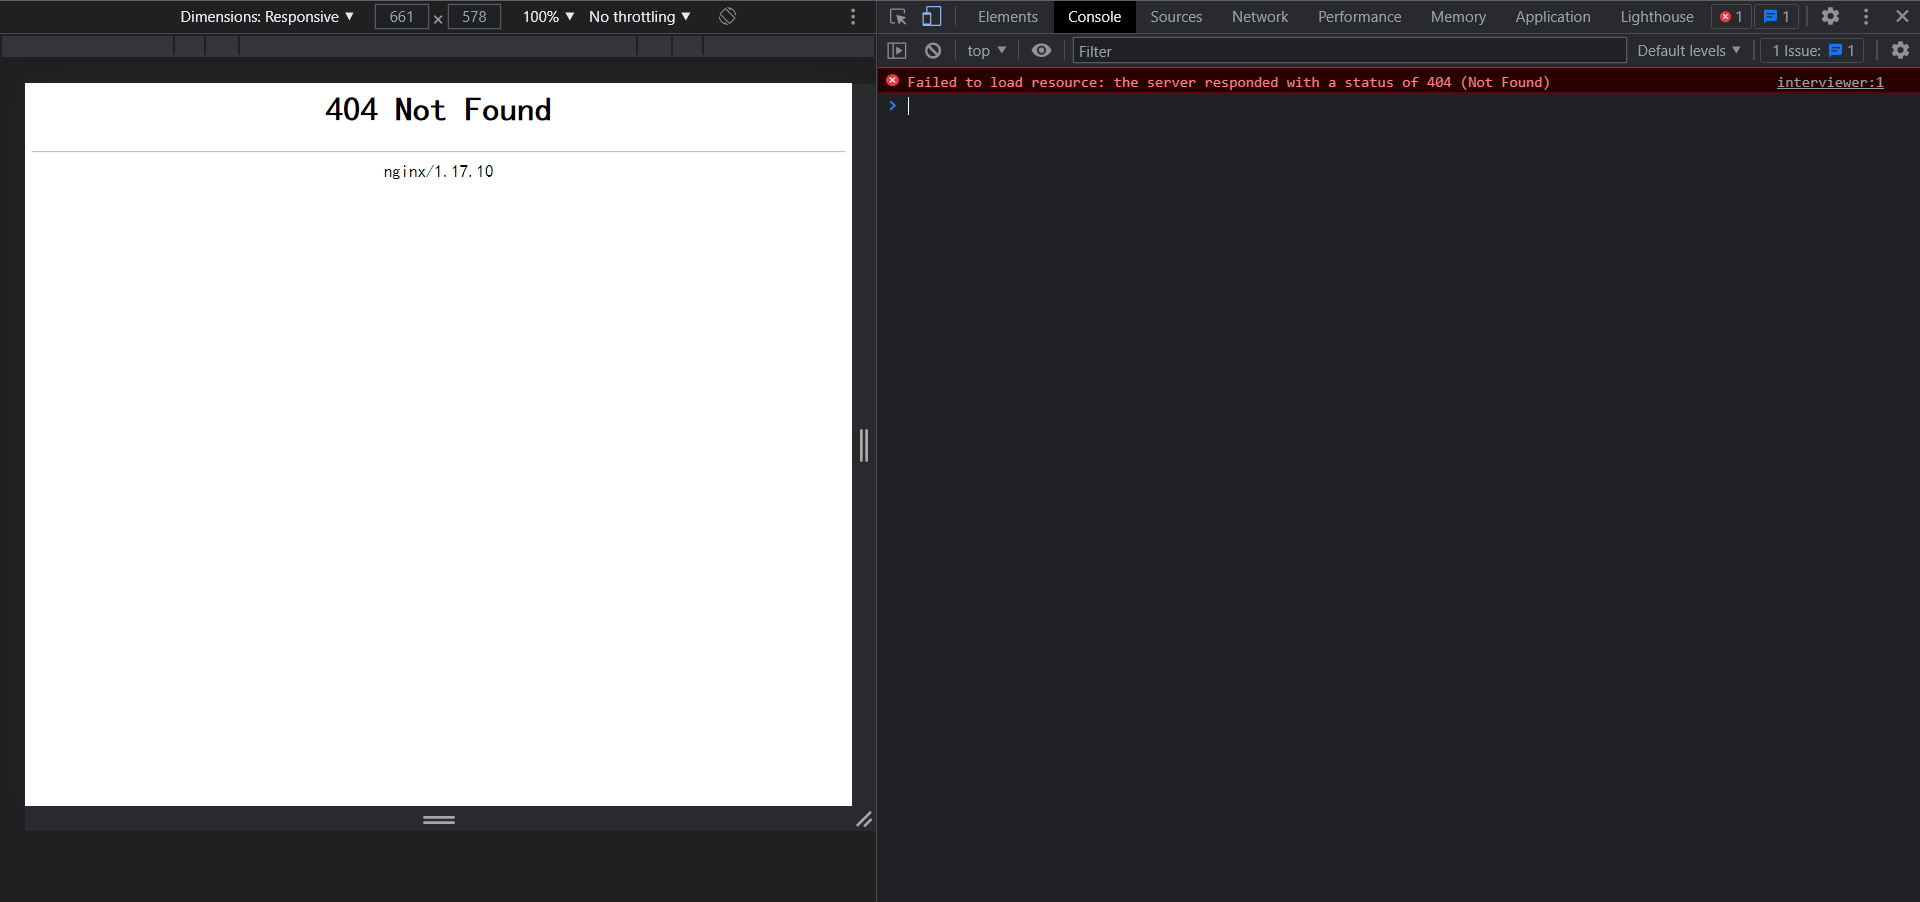 Dimensions: Responsive 661 × 578 100% No throttling
Elements Console Sources Network Performance Memory Application Lighthouse 1 1
top Filter Default levels 1 Issue: 1
Failed to load resource: the server responded with a status of 404 (Not Found) interviewer:1
404 Not Found
nginx/1.17.10